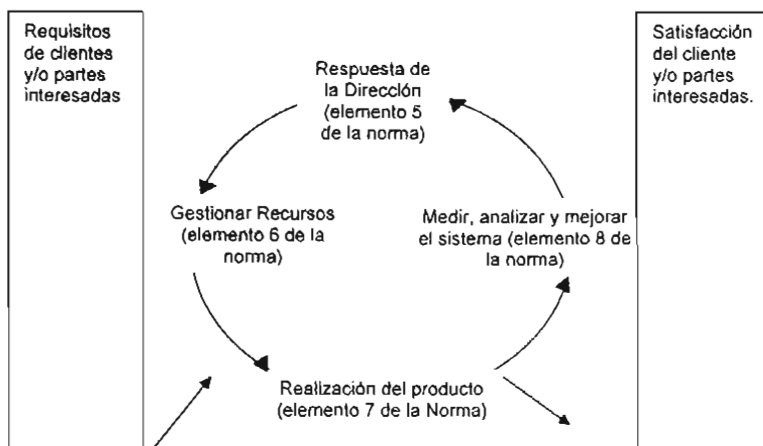 Requisitos
de clientes
y/o partes
interesadas
Respuesta de
la Dirección
(elemento 5
de la norma)
Satisfacción
del cliente
y/o partes
interesadas.
Gestionar Recursos
(elemento 6 de la
norma)
Medir, analizar y mejorar
el sistema (elemento 8 de
la norma)
Realización del producto
(elemento 7 de la Norma)